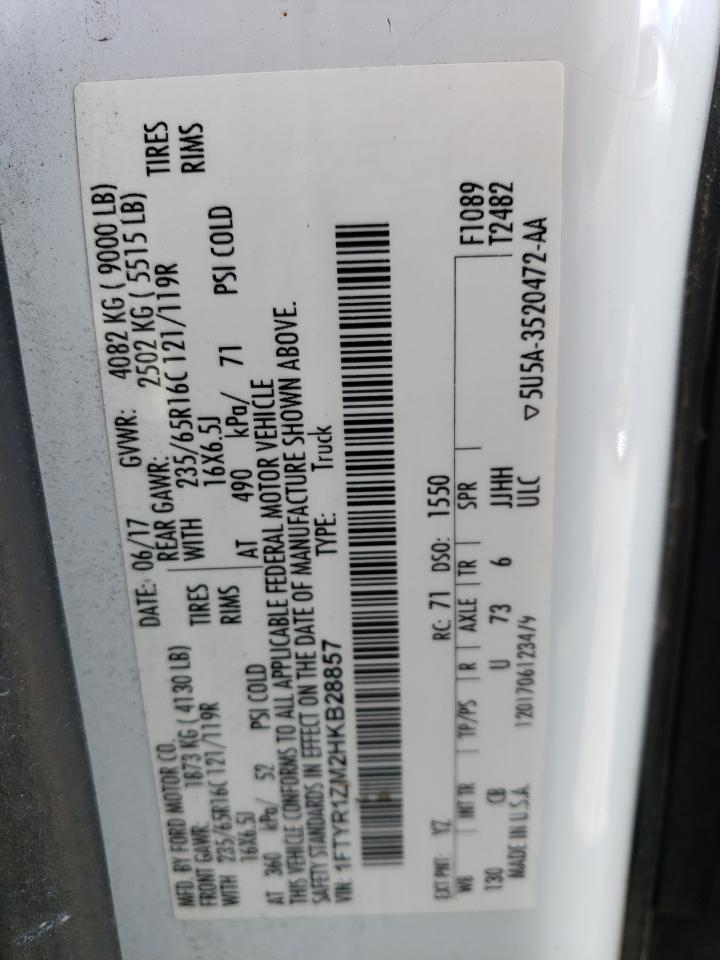 MFD. BY FORD MOTOR CO. DATE: 06/17 GVWR: 4082 KG ( 9000 LB)
FRONT GAWR: 1873 KG ( 4130 LB) REAR GAWR: 2502 KG ( 5515 LB)
WITH 235/65R16C 121/119R TIRES WITH 235/65R16C 121/119R TIRES
16X6.5J RIMS 16X6.5J RIMS
AT 360 kPa/ 52 PSI COLD AT 490 kPa/ 71 PSI COLD
THIS VEHICLE CONFORMS TO ALL APPLICABLE FEDERAL MOTOR VEHICLE
SAFETY STANDARDS IN EFFECT ON THE DATE OF MANUFACTURE SHOWN ABOVE.
VIN: 1FTYR1ZM2HKB28857 TYPE: Truck
EXT PNT: YZ RC: 71 DSO: 1550 F1089
WB INT TR TP/PS R AXLE TR SPR T2482
130 CB U 73 6 JJHH
MADE IN U.S.A. 12017061234/4 ULC ▽5U5A-3520472-AA